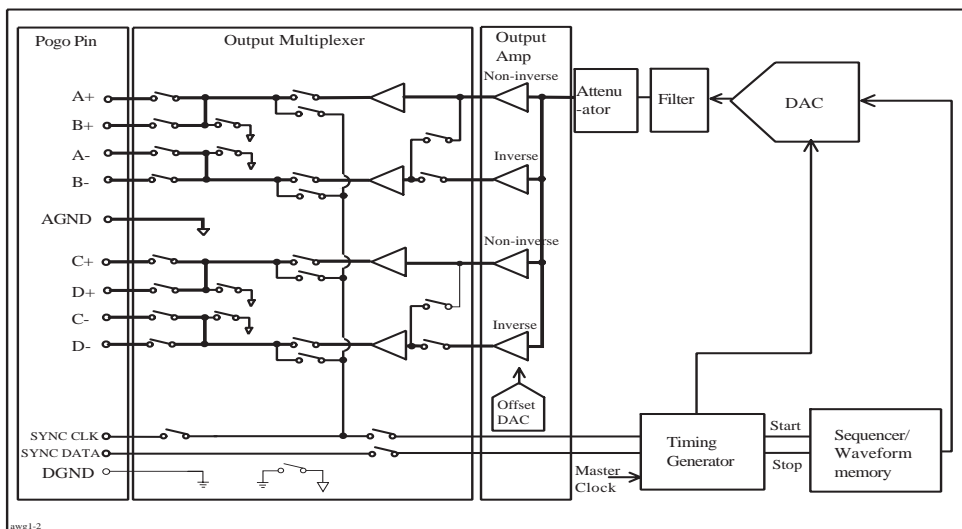 Pogo Pin
Output Multiplexer
Output
Amp
Non-inverse
A+
B+
A-
B-
AGND
Inverse
Attenu
-ator
Filter
DAC
C+
D+
C-
D-
Non-inverse
Inverse
Offset
DAC
SYNC CLK
SYNC DATA
DGND
Master
Clock
Timing
Generator
Start
Stop
Sequencer/
Waveform
memory
awg1-2